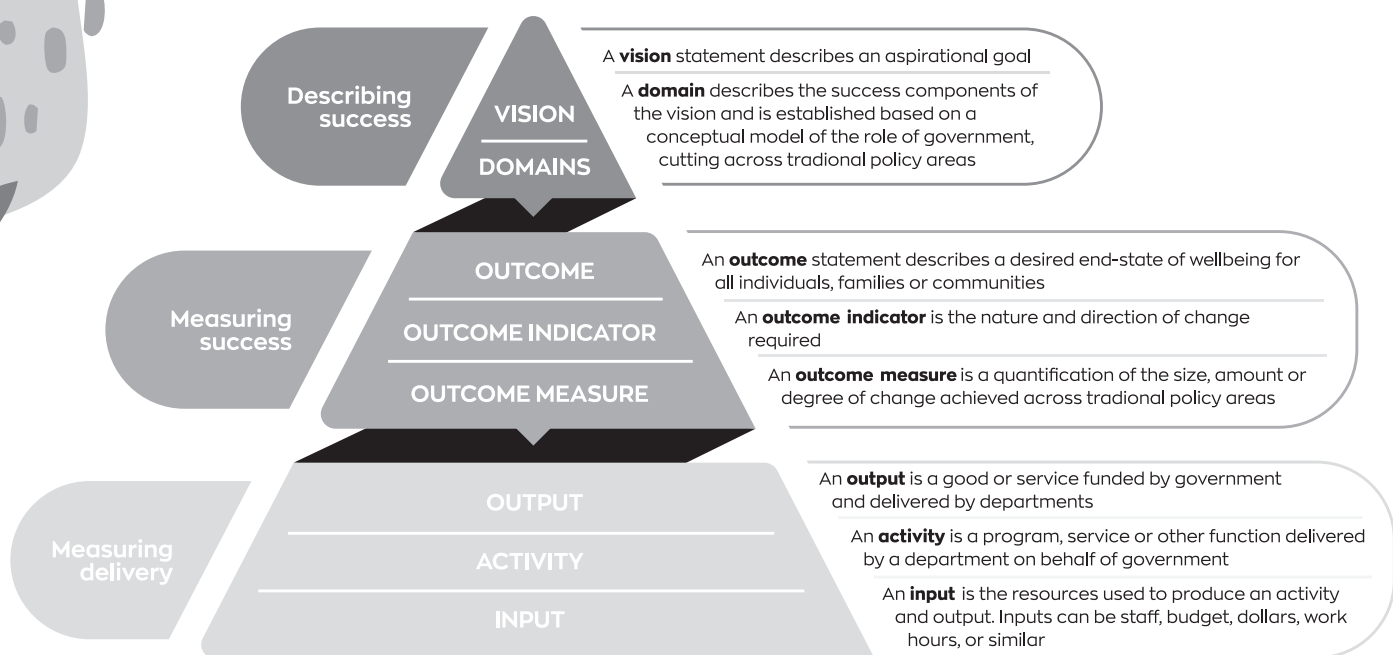 Describing
success
VISION
DOMAINS
A vision statement describes an aspirational goal
A domain describes the success components of
the vision and is established based on a
conceptual model of the role of government,
cutting across tradional policy areas
Measuring
success
OUTCOME
OUTCOME INDICATOR
OUTCOME MEASURE
An outcome statement describes a desired end-state of wellbeing for
all individuals, families or communities
An outcome indicator is the nature and direction of change
required
An outcome measure is a quantification of the size, amount or
degree of change achieved across tradional policy areas
Measuring
delivery
OUTPUT
ACTIVITY
INPUT
An output is a good or service funded by government
and delivered by departments
An activity is a program, service or other function delivered
by a department on behalf of government
An input is the resources used to produce an activity
and output. Inputs can be staff, budget, dollars, work
hours, or similar